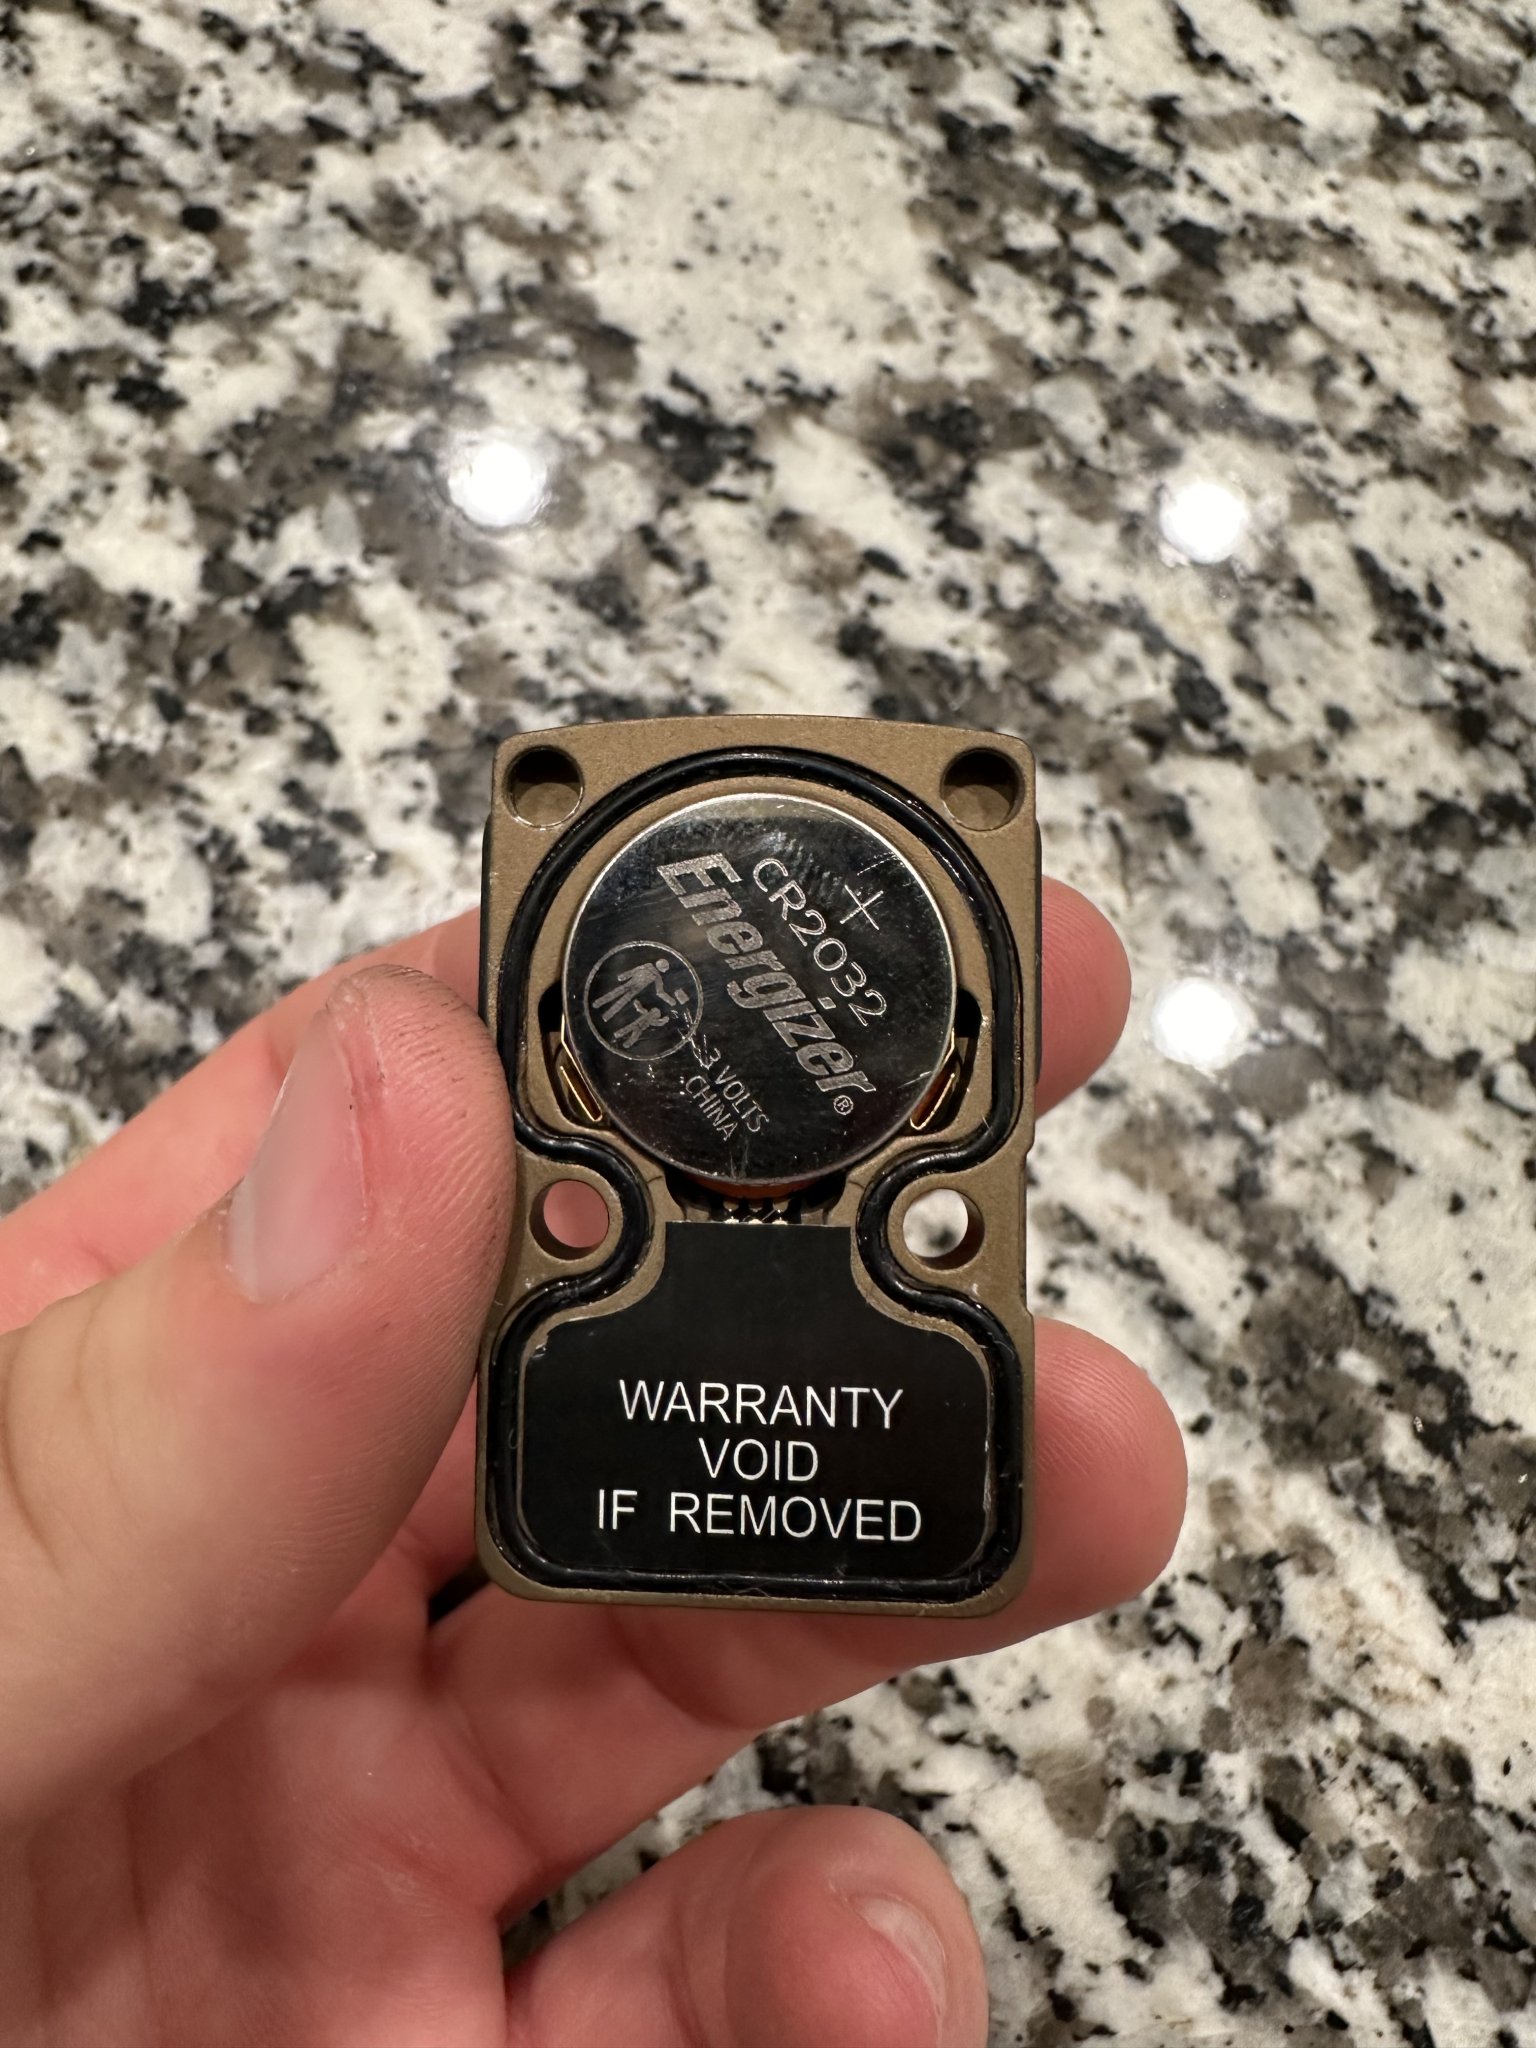 +
CR2032
Energizer®
3 VOLTS
CHINA
WARRANTY
VOID
IF REMOVED